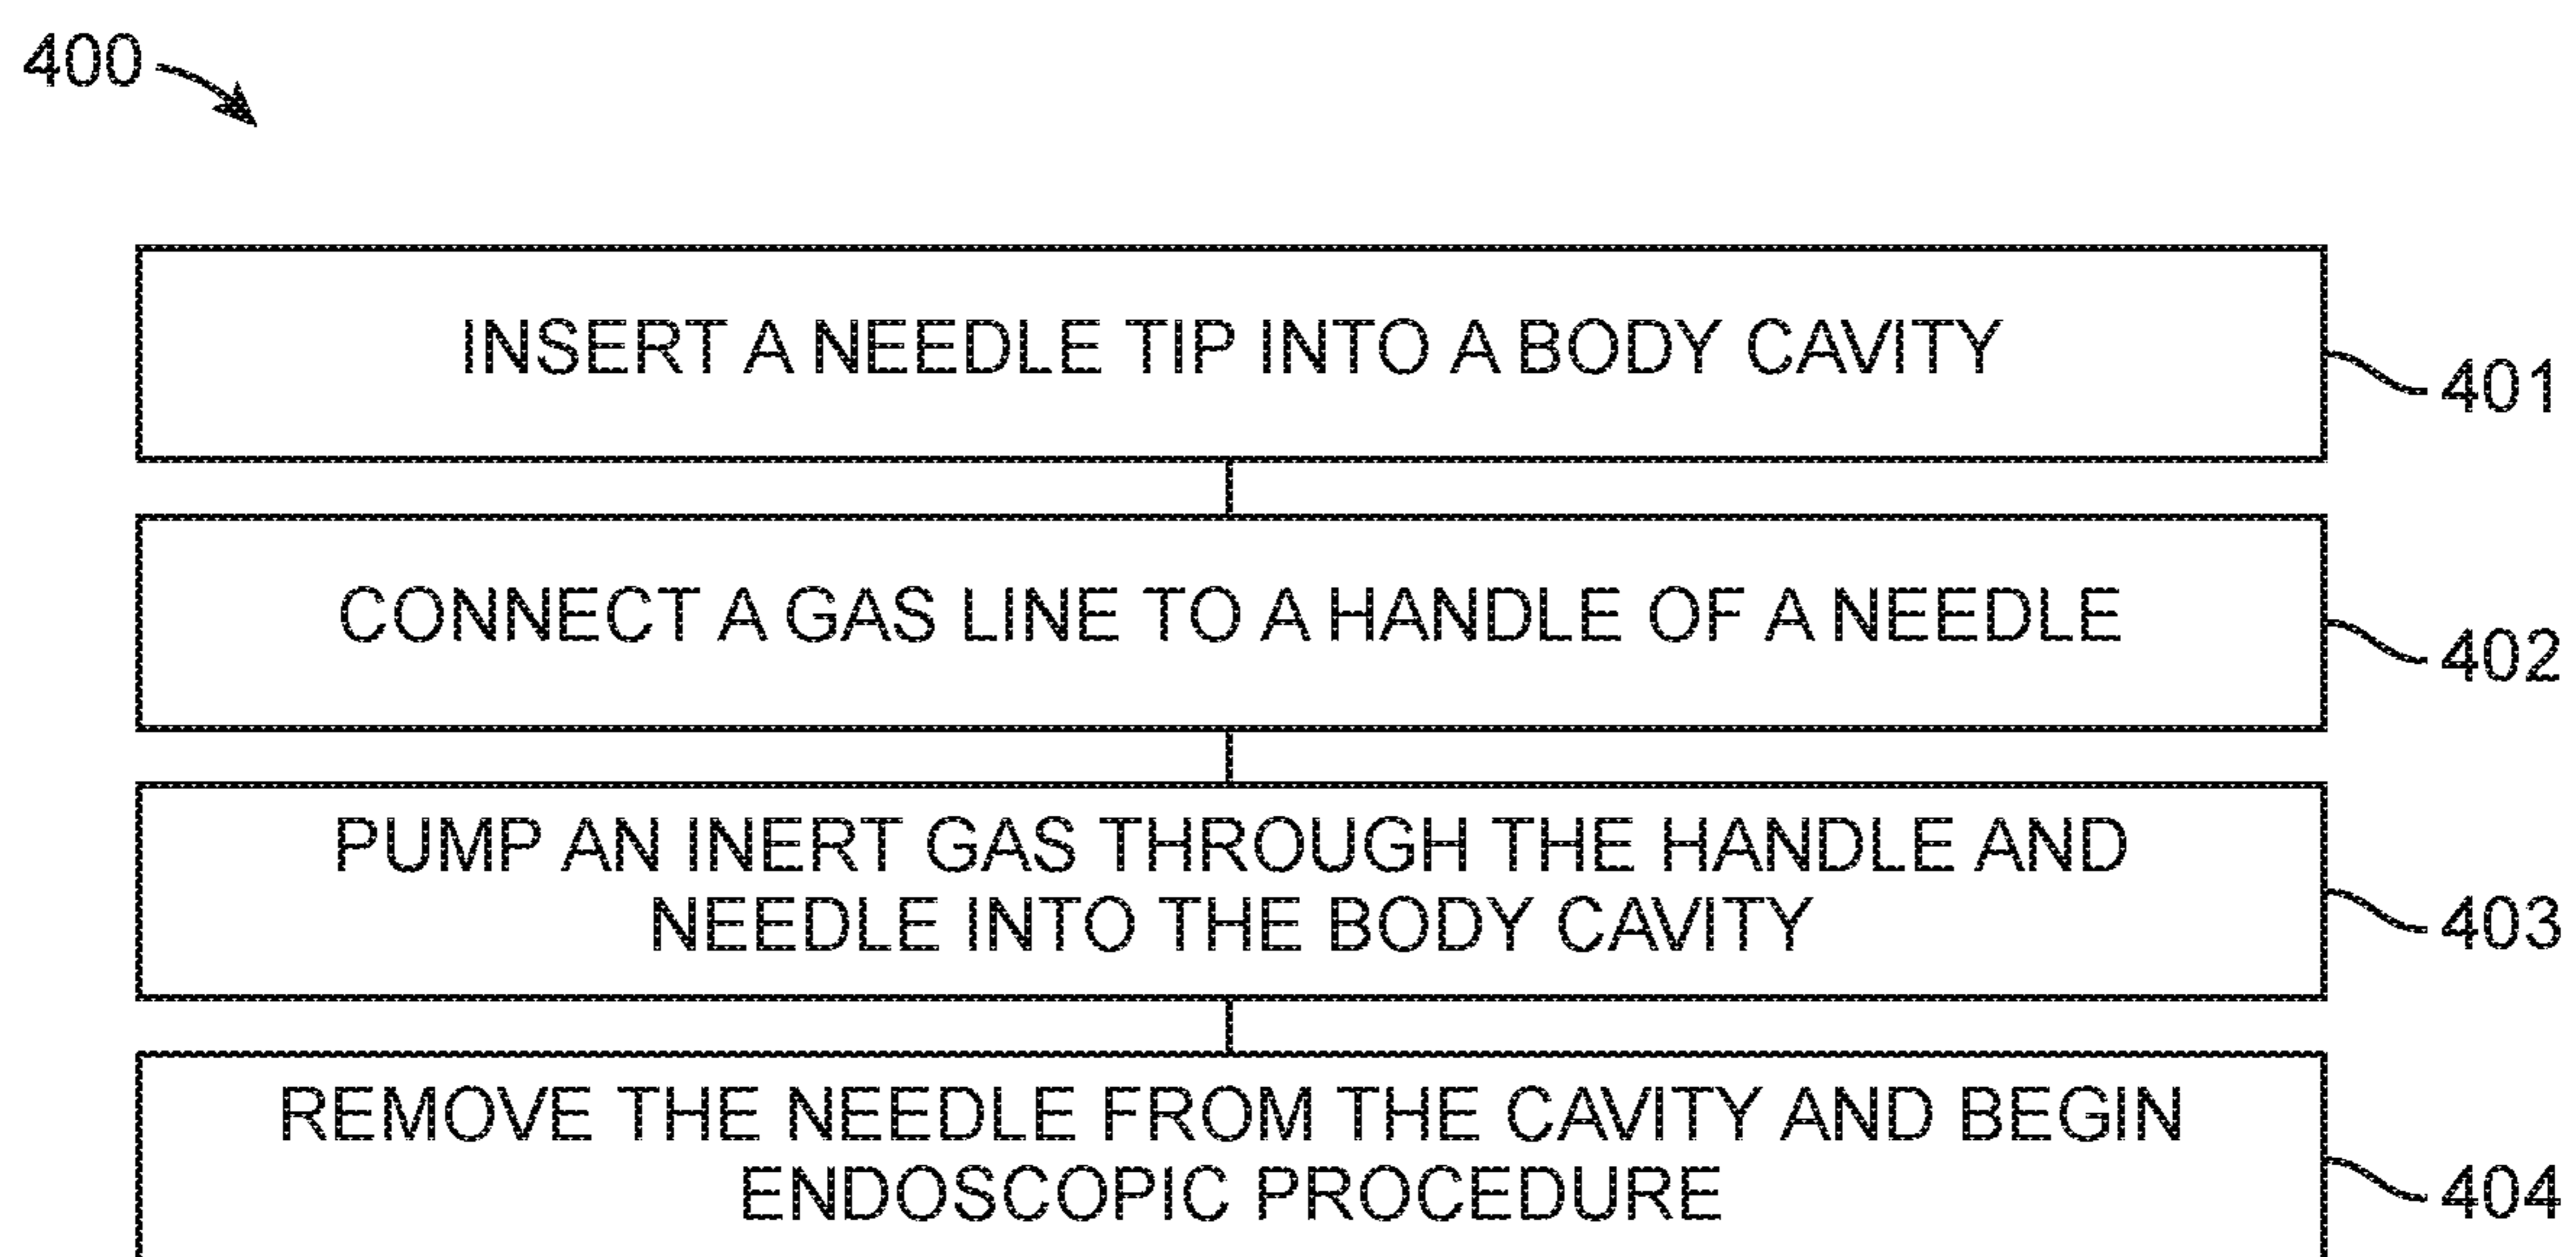 400
INSERT A NEEDLE TIP INTO A BODY CAVITY
401
CONNECT A GAS LINE TO A HANDLE OF A NEEDLE
402
PUMP AN INERT GAS THROUGH THE HANDLE AND
NEEDLE INTO THE BODY CAVITY
403
REMOVE THE NEEDLE FROM THE CAVITY AND BEGIN
ENDOSCOPIC PROCEDURE
404